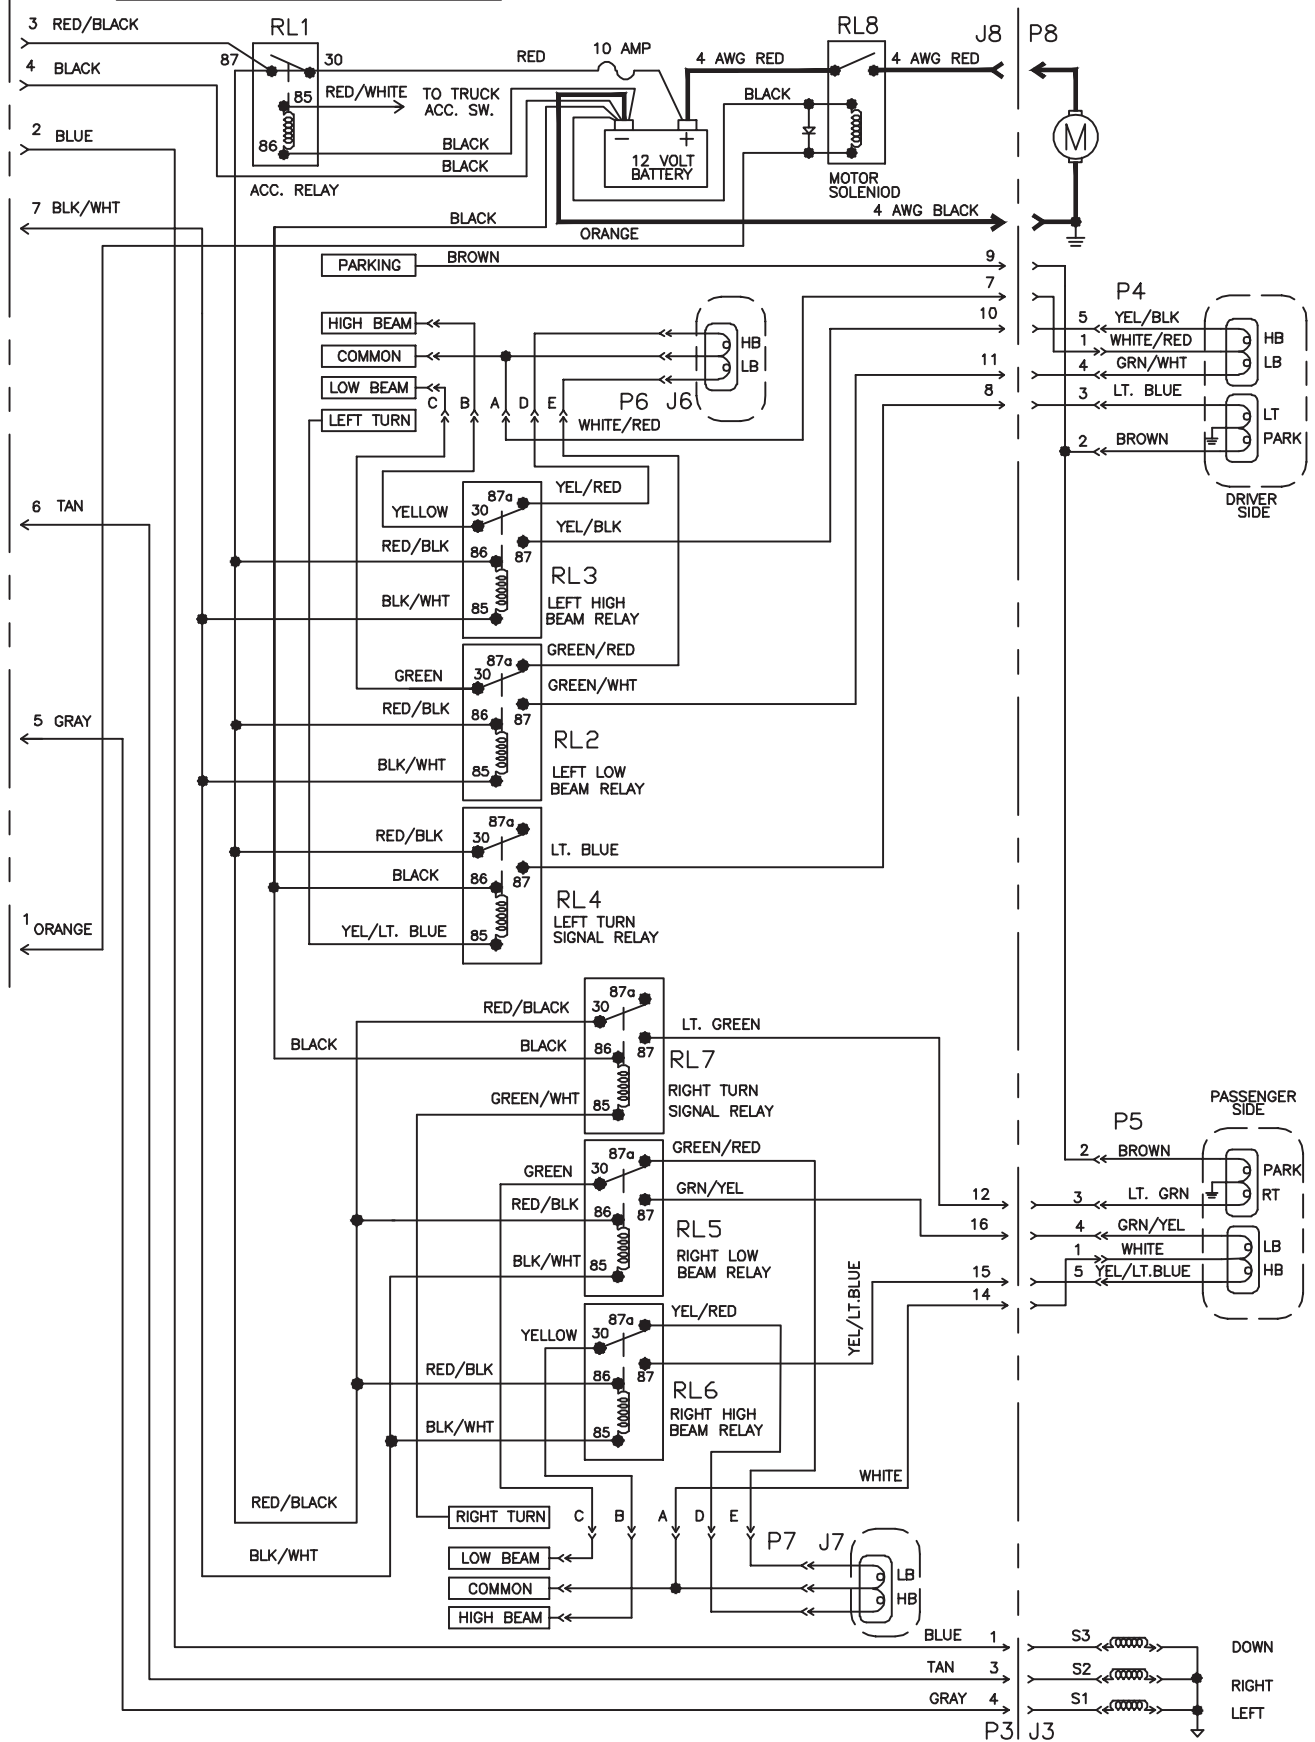 3 RED/BLACK
RL1
RL8
J8 P8
87
30
RED
10 AMP
4 AWG RED
4 AWG RED
4 BLACK
85
RED/WHITE
TO TRUCK
ACC. SW.
BLACK
2 BLUE
86
BLACK
BLACK
− +
12 VOLT
BATTERY
M
ACC. RELAY
MOTOR
SOLENIOD
7 BLK/WHT
BLACK
4 AWG BLACK
ORANGE
PARKING
BROWN
9
7
10
11
8
P4
HIGH BEAM
COMMON
LOW BEAM
LEFT TURN
C B A D E
HB
LB
P6 J6
WHITE/RED
5 YEL/BLK
1 WHITE/RED
4 GRN/WHT
3 LT. BLUE
2 BROWN
HB
LB
LT
PARK
DRIVER
SIDE
6 TAN
YELLOW
87a
30
YEL/RED
YEL/BLK
RED/BLK
86
87
RL3
BLK/WHT
85
LEFT HIGH
BEAM RELAY
GREEN
87a
30
GREEN/RED
GREEN/WHT
RED/BLK
86
87
5 GRAY
RL2
BLK/WHT
85
LEFT LOW
BEAM RELAY
RED/BLK
87a
30
LT. BLUE
BLACK
86
87
RL4
1 ORANGE
YEL/LT. BLUE
85
LEFT TURN
SIGNAL RELAY
RED/BLACK
87a
30
LT. GREEN
BLACK
BLACK
86
87
RL7
GREEN/WHT
85
RIGHT TURN
SIGNAL RELAY
PASSENGER
SIDE
P5
GREEN
87a
30
GREEN/RED
GRN/YEL
RED/BLK
86
87
RL5
BLK/WHT
85
RIGHT LOW
BEAM RELAY
12
16
15
14
2 BROWN
3 LT. GRN
4 GRN/YEL
1 WHITE
5 YEL/LT.BLUE
PARK
RT
LB
HB
YEL/LT.BLUE
YELLOW
87a
30
YEL/RED
RED/BLK
86
87
RL6
BLK/WHT
85
RIGHT HIGH
BEAM RELAY
WHITE
RED/BLACK
BLK/WHT
RIGHT TURN
LOW BEAM
COMMON
HIGH BEAM
C B A D E
P7 J7
LB
HB
BLUE 1
S3
DOWN
TAN 3
S2
RIGHT
GRAY 4
S1
LEFT
P3 J3